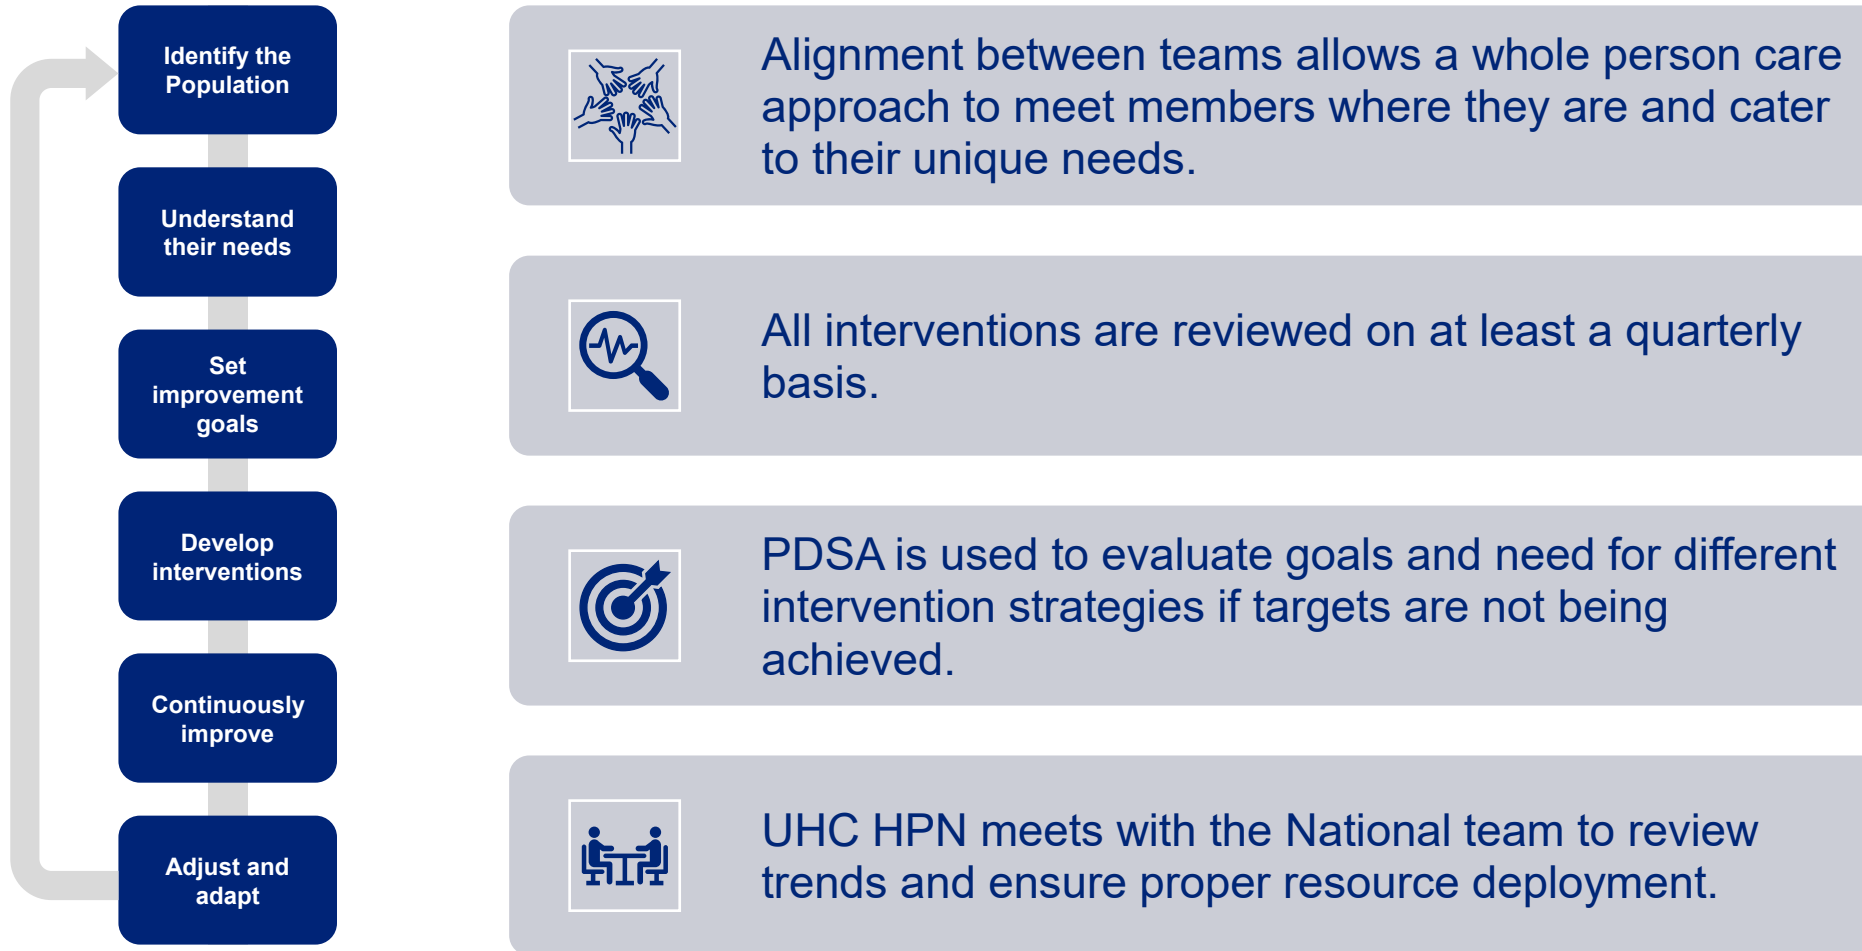 Identify the
Population
Understand
their needs
Set
improvement
goals
Develop
interventions
Continuously
improve
Adjust and
adapt
Alignment between teams allows a whole person care
approach to meet members where they are and cater
to their unique needs.
All interventions are reviewed on at least a quarterly
basis.
PDSA is used to evaluate goals and need for different
intervention strategies if targets are not being
achieved.
UHC HPN meets with the National team to review
trends and ensure proper resource deployment.